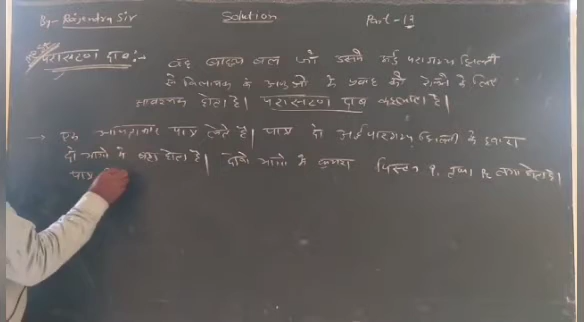 By- Rajendra Sir Solution Part - 13
परासरण दाब :- वह बाह्य बल जो उसमें अर्द्ध पारगम्य झिल्ली
से विलायक के अणुओं के प्रवाह को रोकने के लिए
आवश्यक होता है। परासरण दाब कहलाता है।
→ एक आयताकार पात्र लेते है। पात्र दो अर्द्ध पारगम्य झिल्ली के द्वारा
दो भागो में बटा होता है। दोनो भागो में क्रमश पिस्टन P₁ तथा P₂ लगा होता है।
पात्र